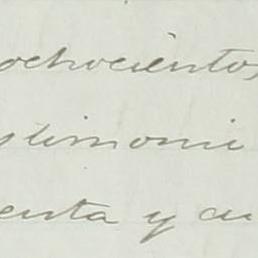 ochocientos
stimoni
enta y cu